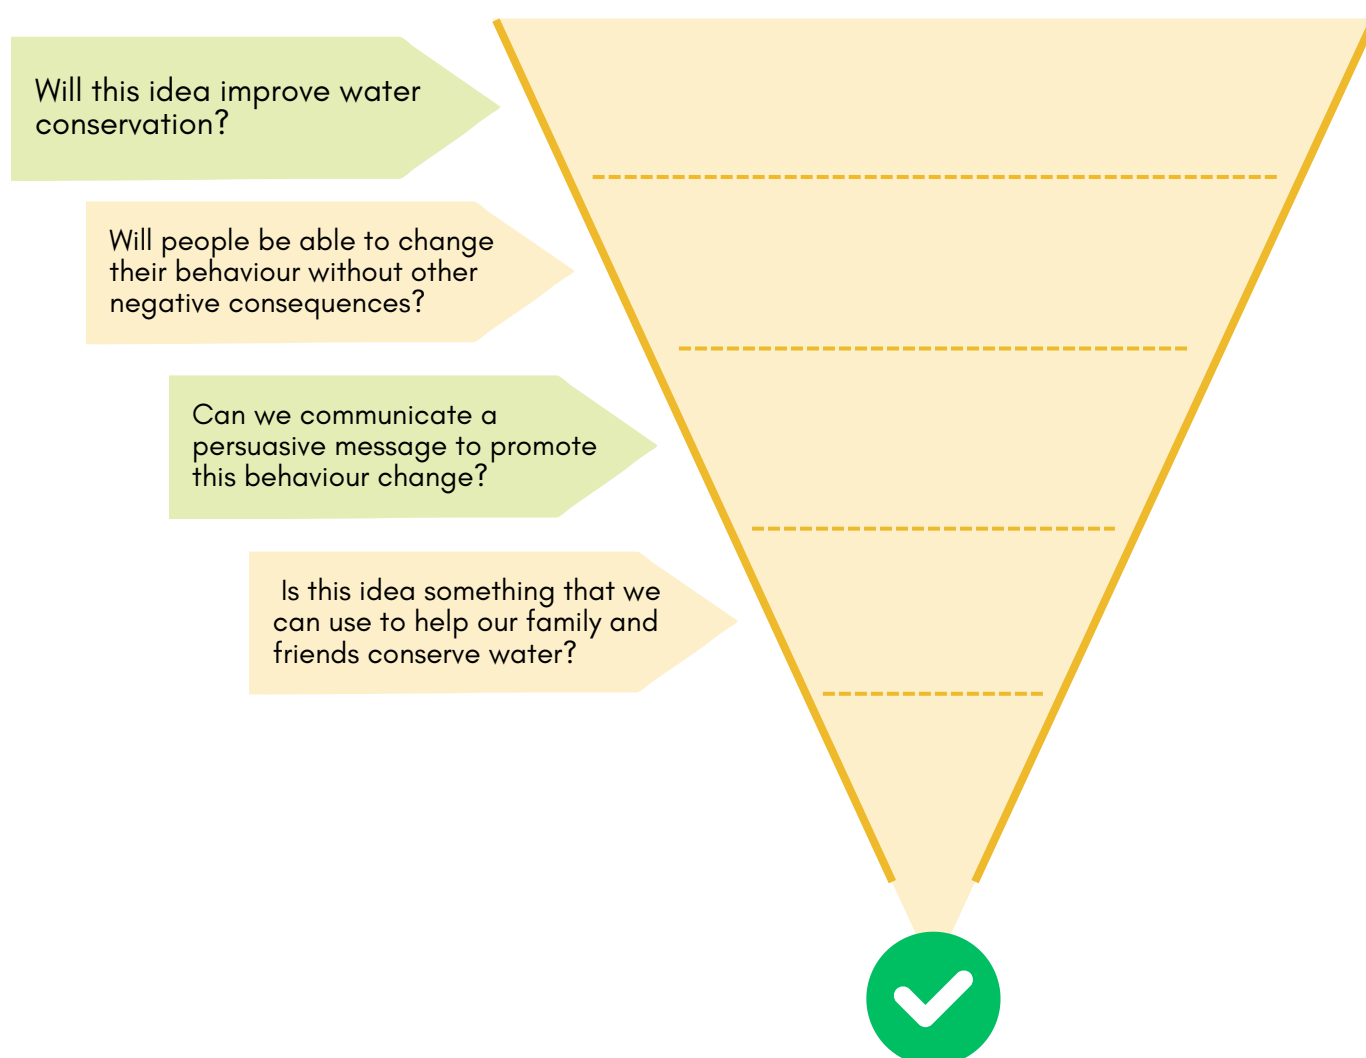 Will this idea improve water
conservation?
Will people be able to change
their behaviour without other
negative consequences?
Can we communicate a
persuasive message to promote
this behaviour change?
Is this idea something that we
can use to help our family and
friends conserve water?